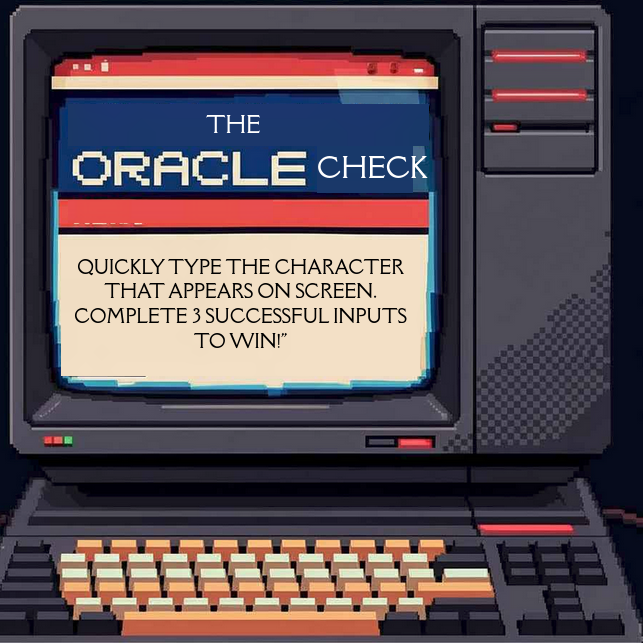 THE
ORACLE CHECK
QUICKLY TYPE THE CHARACTER
THAT APPEARS ON SCREEN.
COMPLETE 3 SUCCESSFUL INPUTS
TO WIN!”